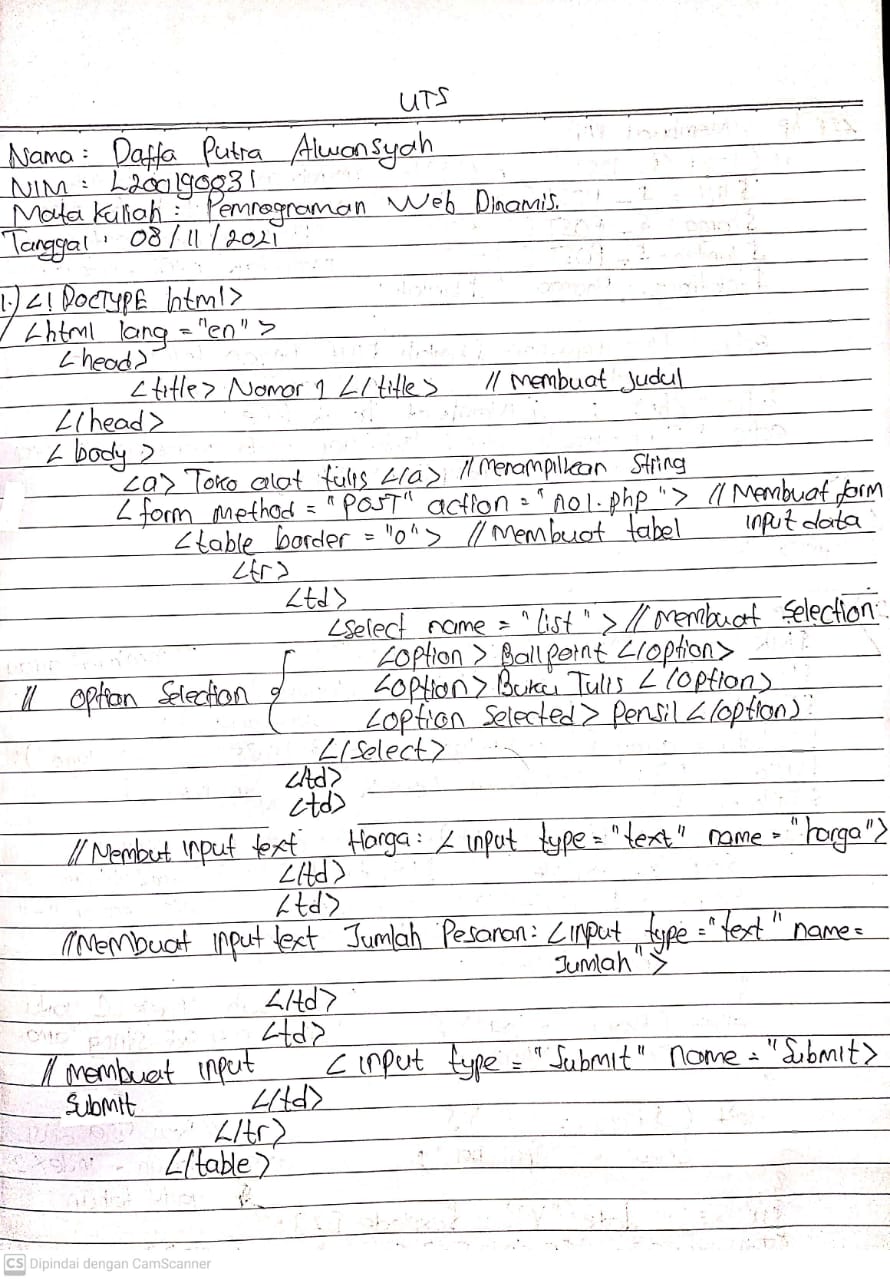 UTS
Nama : Daffa Putra Alwansyah
NIM : L200190031
Mata Kuliah : Pemrograman Web Dinamis.
Tanggal : 08/11/2021
1.) <! DOCTYPE html>
<html lang = "en" >
<head>
<title> Nomor 1 </title> // Membuat Judul
</head>
<body >
<a> Toko alat tulis </a> // Menampilkan String
<form method = "POST" action = "no1.php "> // Membuat form
input data
<table border = "0"> // Membuat tabel
<tr>
<td>
<select name = "list" > // membuat Selection
<option > Ballpoint </option>
// Option Selection <option> Buku Tulis </option>
<option selected> Pensil </option>
</select>
</td>
<td>
// Membut input text Harga: < input type = "text" name = "harga">
</td>
<td>
//Membuat input text Jumlah Pesanan: <input type = "text" name =
Jumlah">
</td>
<td>
// membuat input < input type = "Submit" name = "Submit>
Submit </td>
</tr>
</table>
CS Dipindai dengan CamScanner